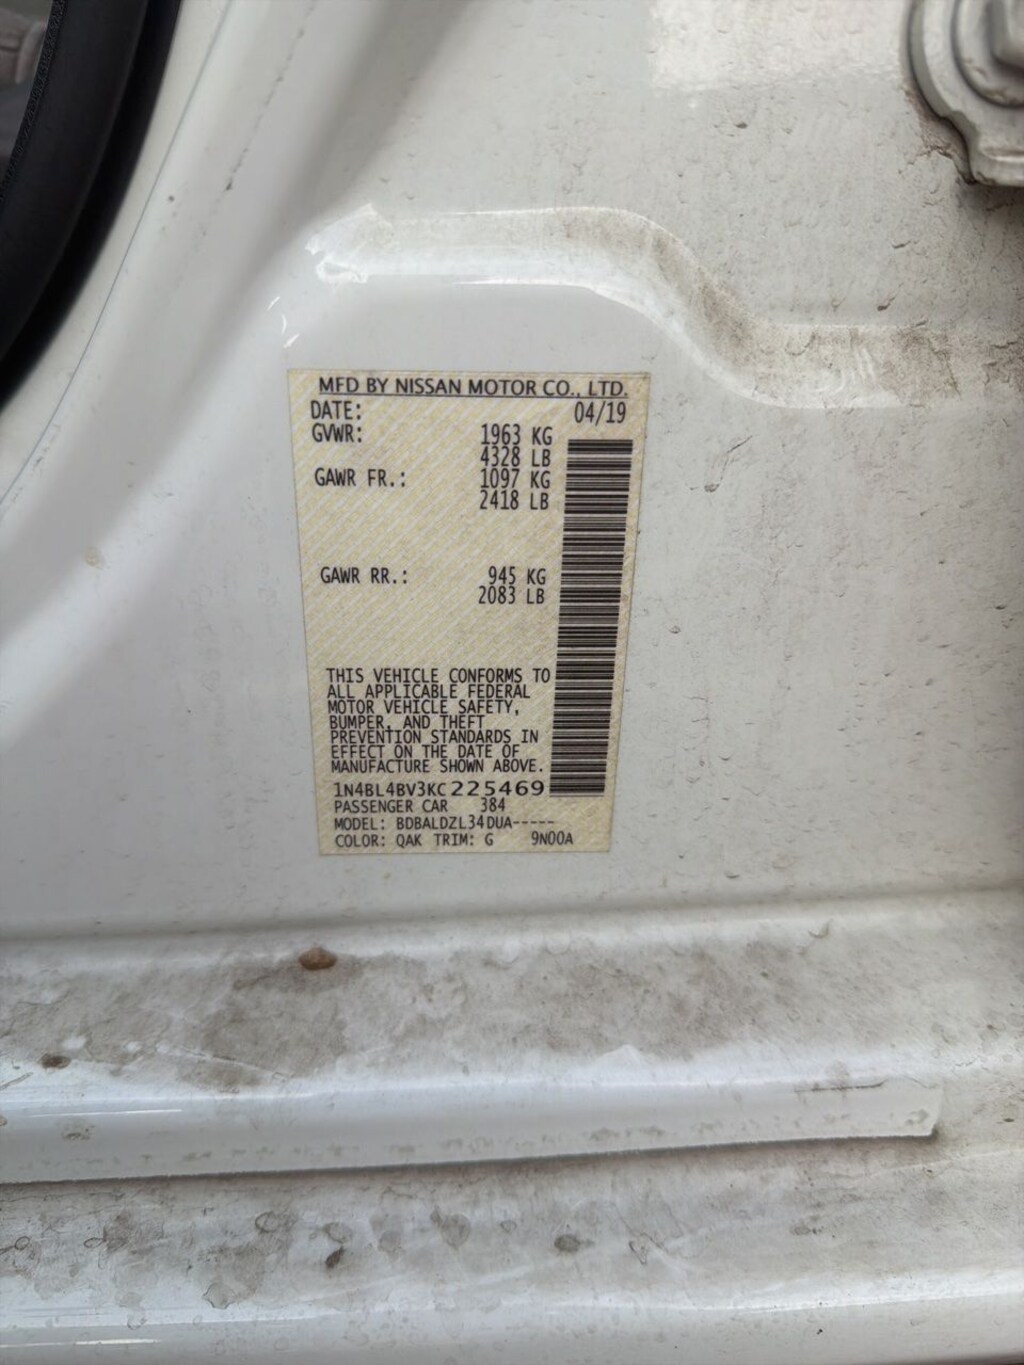 MFD BY NISSAN MOTOR CO., LTD.
DATE: 04/19
GVWR: 1963 KG
4328 LB
GAWR FR.: 1097 KG
2418 LB
GAWR RR.: 945 KG
2083 LB
THIS VEHICLE CONFORMS TO
ALL APPLICABLE FEDERAL
MOTOR VEHICLE SAFETY,
BUMPER, AND THEFT
PREVENTION STANDARDS IN
EFFECT ON THE DATE OF
MANUFACTURE SHOWN ABOVE.
1N4BL4BV3KC225469
PASSENGER CAR 384
MODEL: BDBALDZL34DUA-----
COLOR: QAK TRIM: G 9N00A